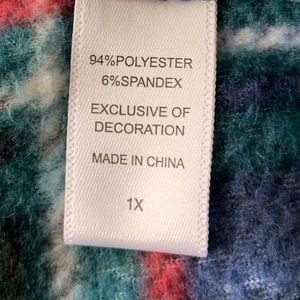 94%POLYESTER
6%SPANDEX
EXCLUSIVE OF
DECORATION
MADE IN CHINA
1X